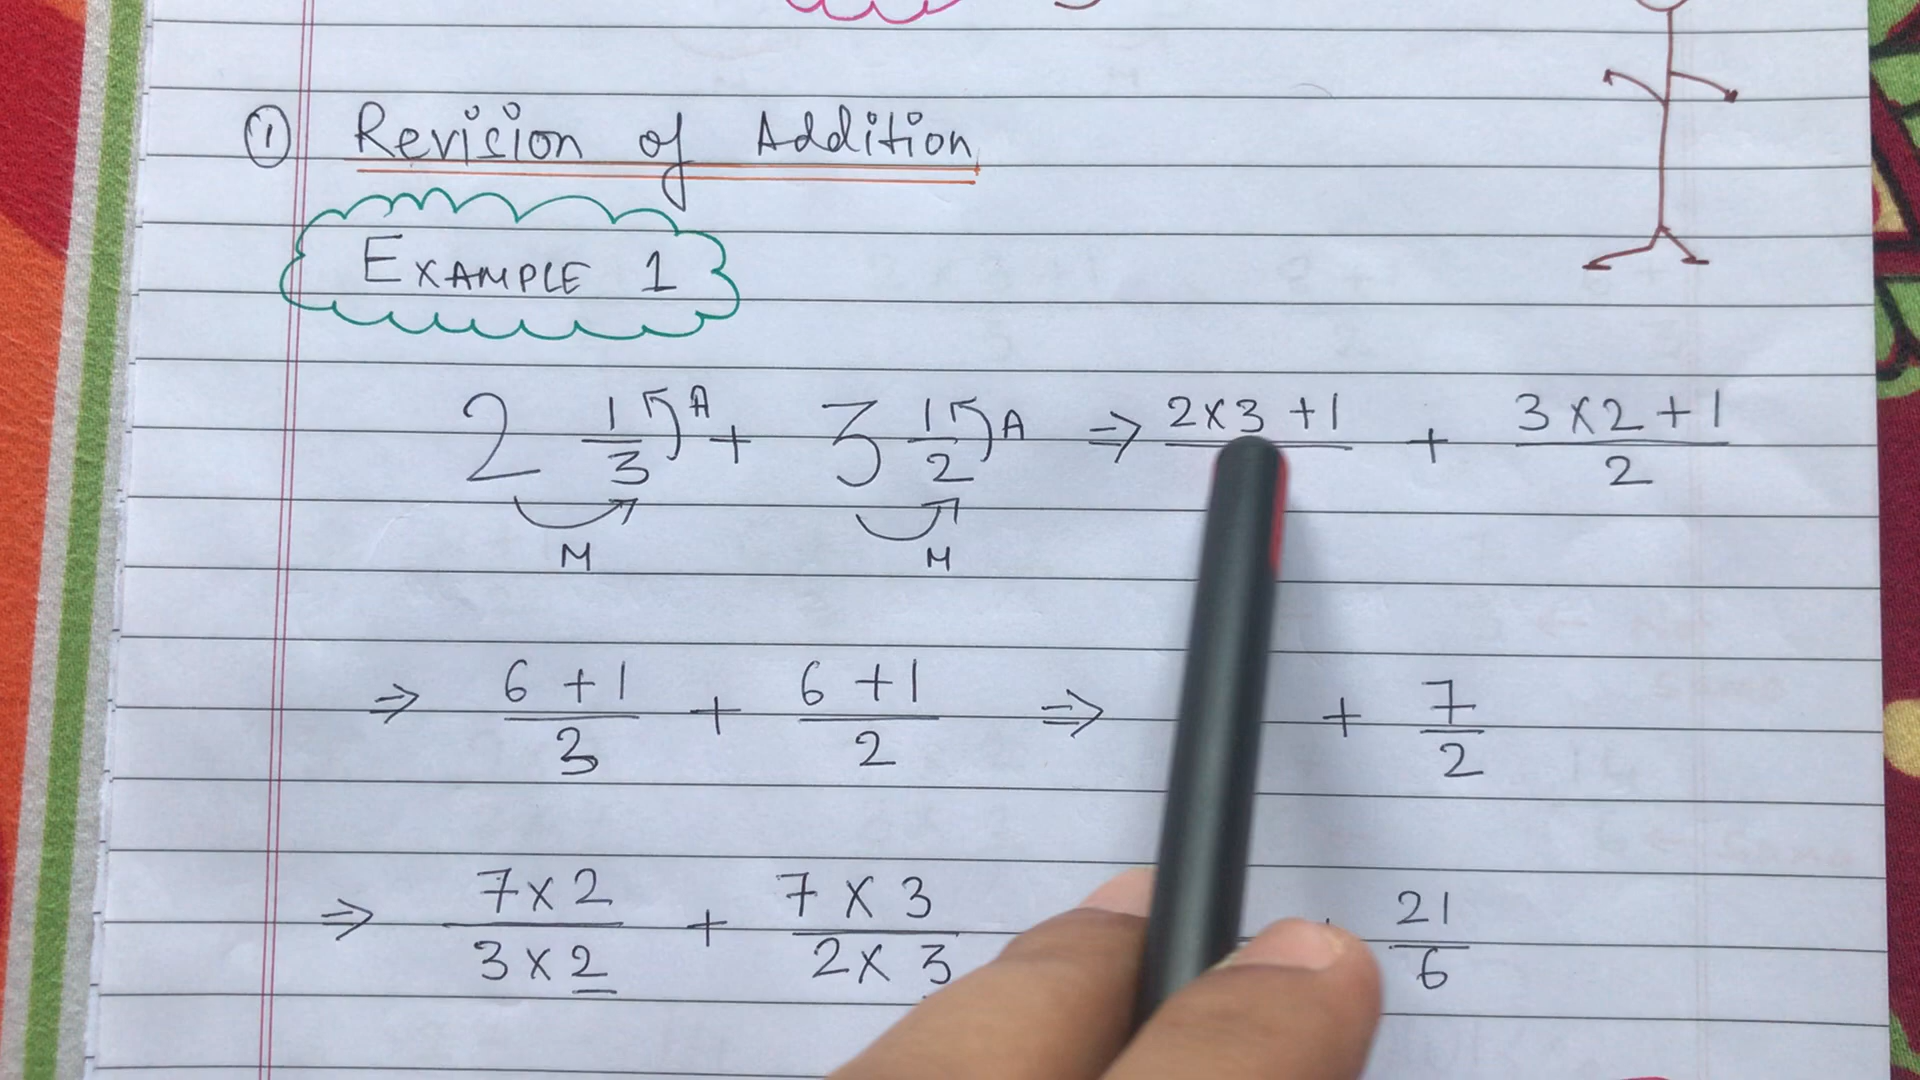 ① Revision of Addition
EXAMPLE 1
2 1/3 A + 3 1/2 A ⇒ 2×3+1 + 3×2+1/2
M M
⇒ 6+1/3 + 6+1/2 ⇒ + 7/2
⇒ 7×2/3×2 + 7×3/2×3 21/6